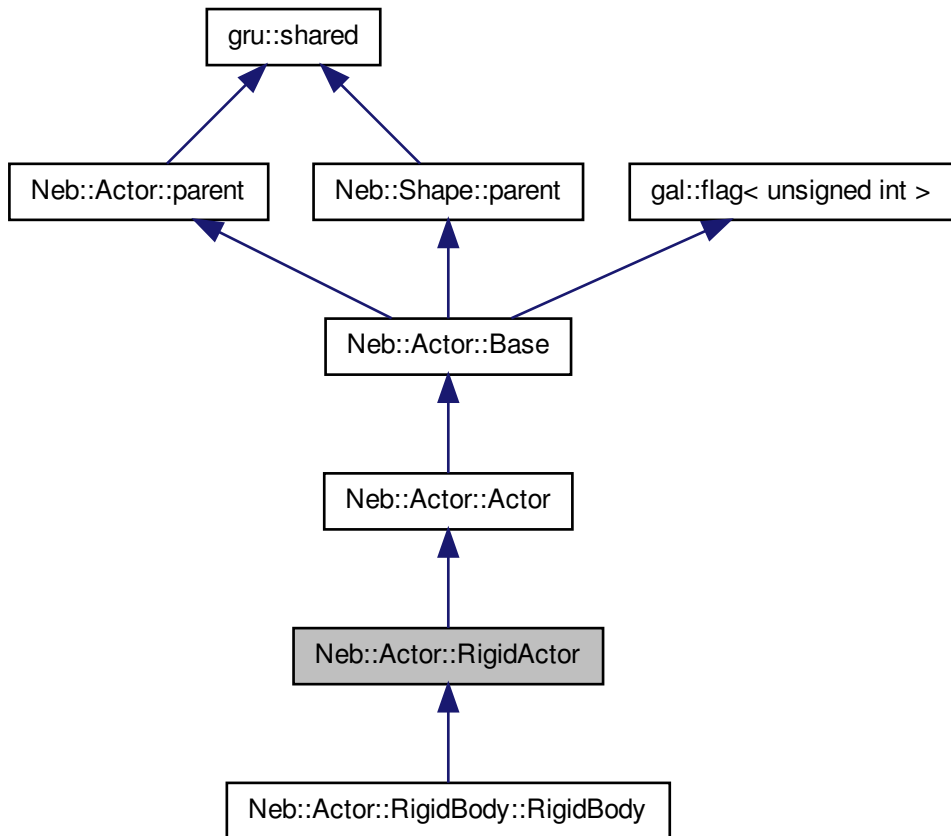 gru::shared
Neb::Actor::parent
Neb::Shape::parent
gal::flag< unsigned int >
Neb::Actor::Base
Neb::Actor::Actor
Neb::Actor::RigidActor
Neb::Actor::RigidBody::RigidBody